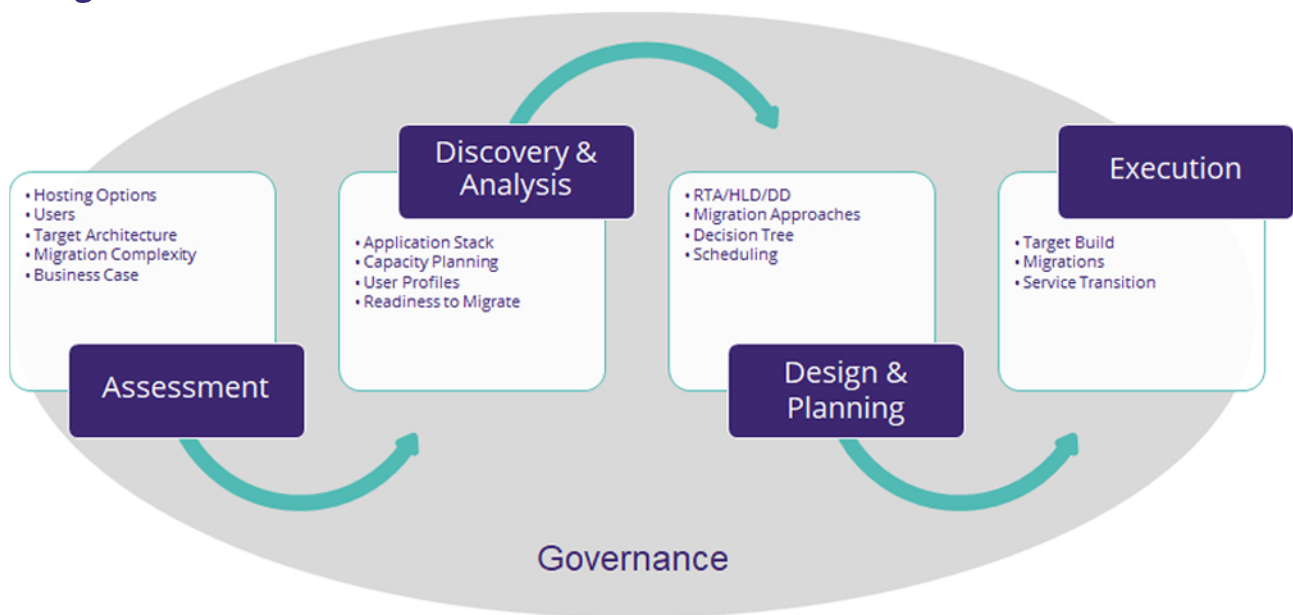 • Hosting Options
• Users
• Target Architecture
• Migration Complexity
• Business Case
Assessment
Discovery &
Analysis
• Application Stack
• Capacity Planning
• User Profiles
• Readiness to Migrate
• RTA/HLD/DD
• Migration Approaches
• Decision Tree
• Scheduling
Design &
Planning
Execution
• Target Build
• Migrations
• Service Transition
Governance